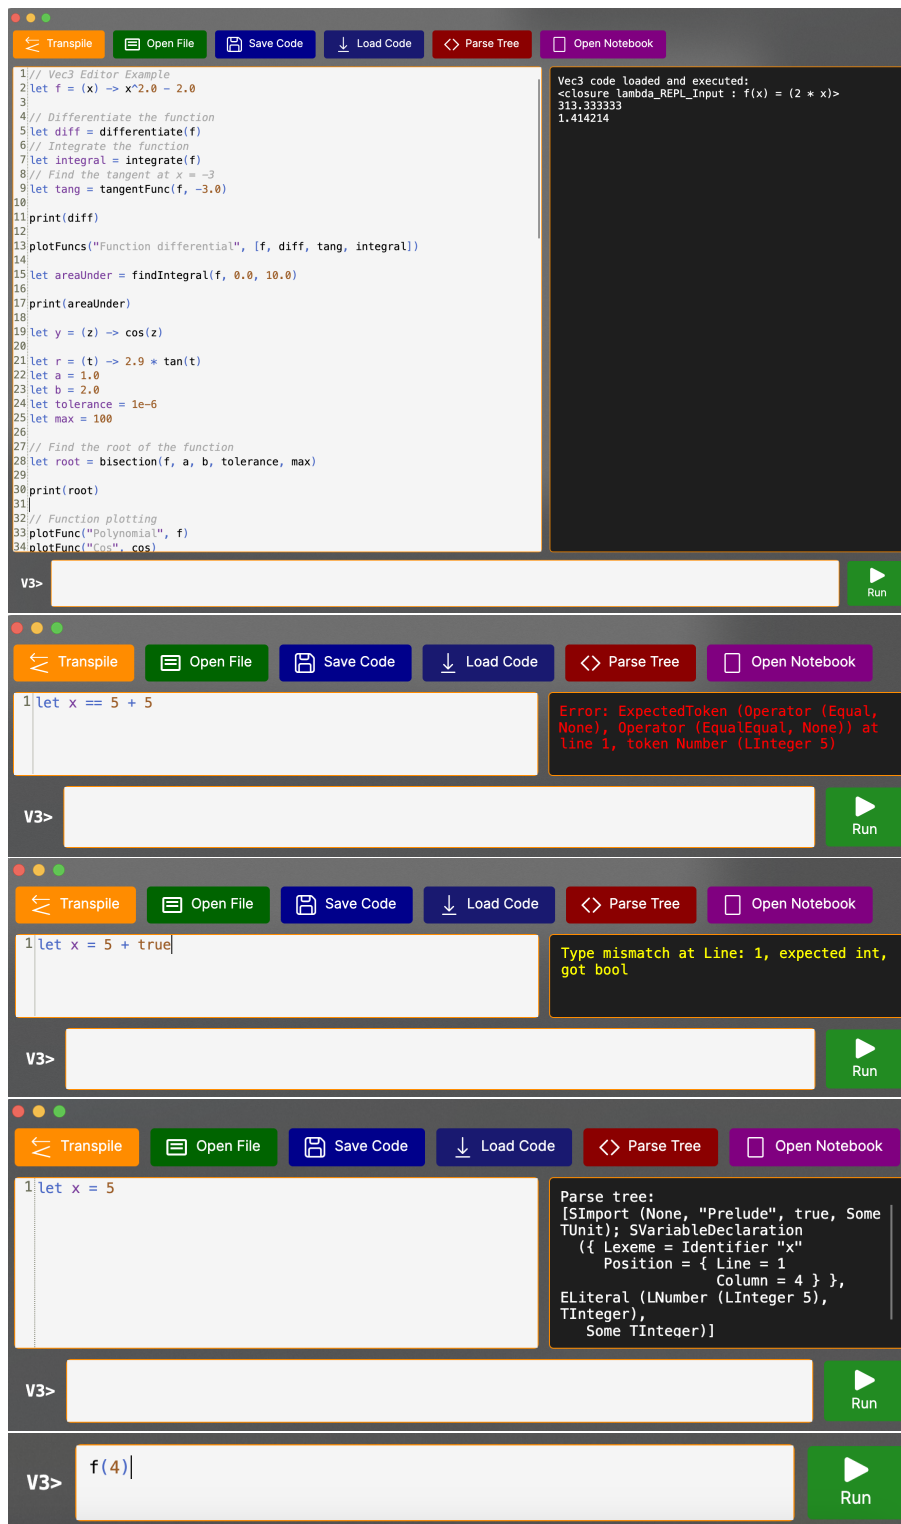 Transpile Open File Save Code Load Code Parse Tree Open Notebook
1 // Vec3 Editor Example
2 let f = (x) -> x^2.0 - 2.0
3
4 // Differentiate the function
5 let diff = differentiate(f)
6 // Integrate the function
7 let integral = integrate(f)
8 // Find the tangent at x = -3
9 let tang = tangentFunc(f, -3.0)
10
11 print(diff)
12
13 plotFuncs("Function differential", [f, diff, tang, integral])
14
15 let areaUnder = findIntegral(f, 0.0, 10.0)
16
17 print(areaUnder)
18
19 let y = (z) -> cos(z)
20
21 let r = (t) -> 2.9 * tan(t)
22 let a = 1.0
23 let b = 2.0
24 let tolerance = 1e-6
25 let max = 100
26
27 // Find the root of the function
28 let root = bisection(f, a, b, tolerance, max)
29
30 print(root)
31
32 // Function plotting
33 plotFunc("Polynomial", f)
34 plotFunc("Cos", cos)
Vec3 code loaded and executed:
<closure lambda_REPL_Input : f(x) = (2 * x)>
313.333333
1.414214
V3> Run
Transpile Open File Save Code Load Code Parse Tree Open Notebook
1 let x == 5 + 5
Error: ExpectedToken (Operator (Equal,
None), Operator (EqualEqual, None)) at
line 1, token Number (LInteger 5)
V3> Run
Transpile Open File Save Code Load Code Parse Tree Open Notebook
1 let x = 5 + true
Type mismatch at Line: 1, expected int,
got bool
V3> Run
Transpile Open File Save Code Load Code Parse Tree Open Notebook
1 let x = 5
Parse tree:
[SImport (None, "Prelude", true, Some
TUnit); SVariableDeclaration
({ Lexeme = Identifier "x"
Position = { Line = 1
Column = 4 } },
ELiteral (LNumber (LInteger 5),
TInteger),
Some TInteger)]
V3> Run
V3> f(4) Run